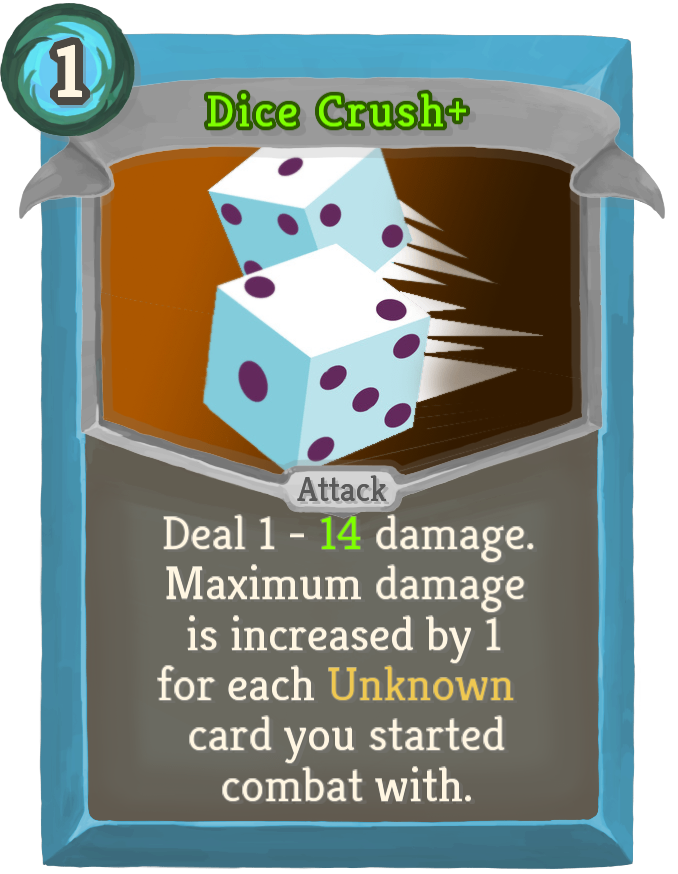 1
Dice Crush+
Attack
Deal 1 - 14 damage.
Maximum damage
is increased by 1
for each Unknown
card you started
combat with.